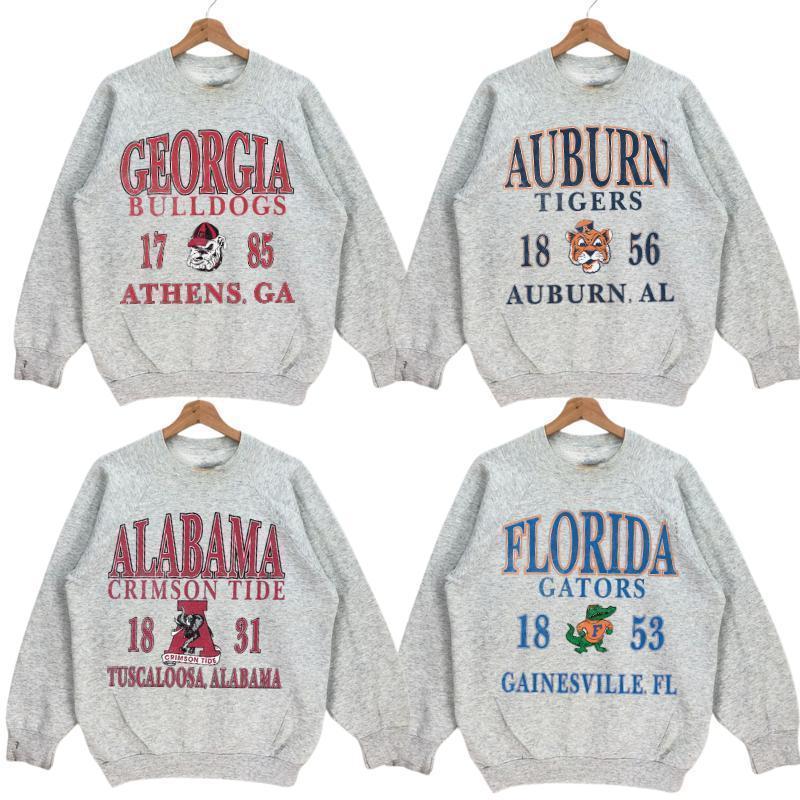 GEORGIA
BULLDOGS
17 85
ATHENS, GA
AUBURN
TIGERS
18 56
AUBURN, AL
ALABAMA
CRIMSON TIDE
18 A 31
CRIMSON TIDE
TUSCALOOSA, ALABAMA
FLORIDA
GATORS
18 F 53
GAINESVILLE, FL